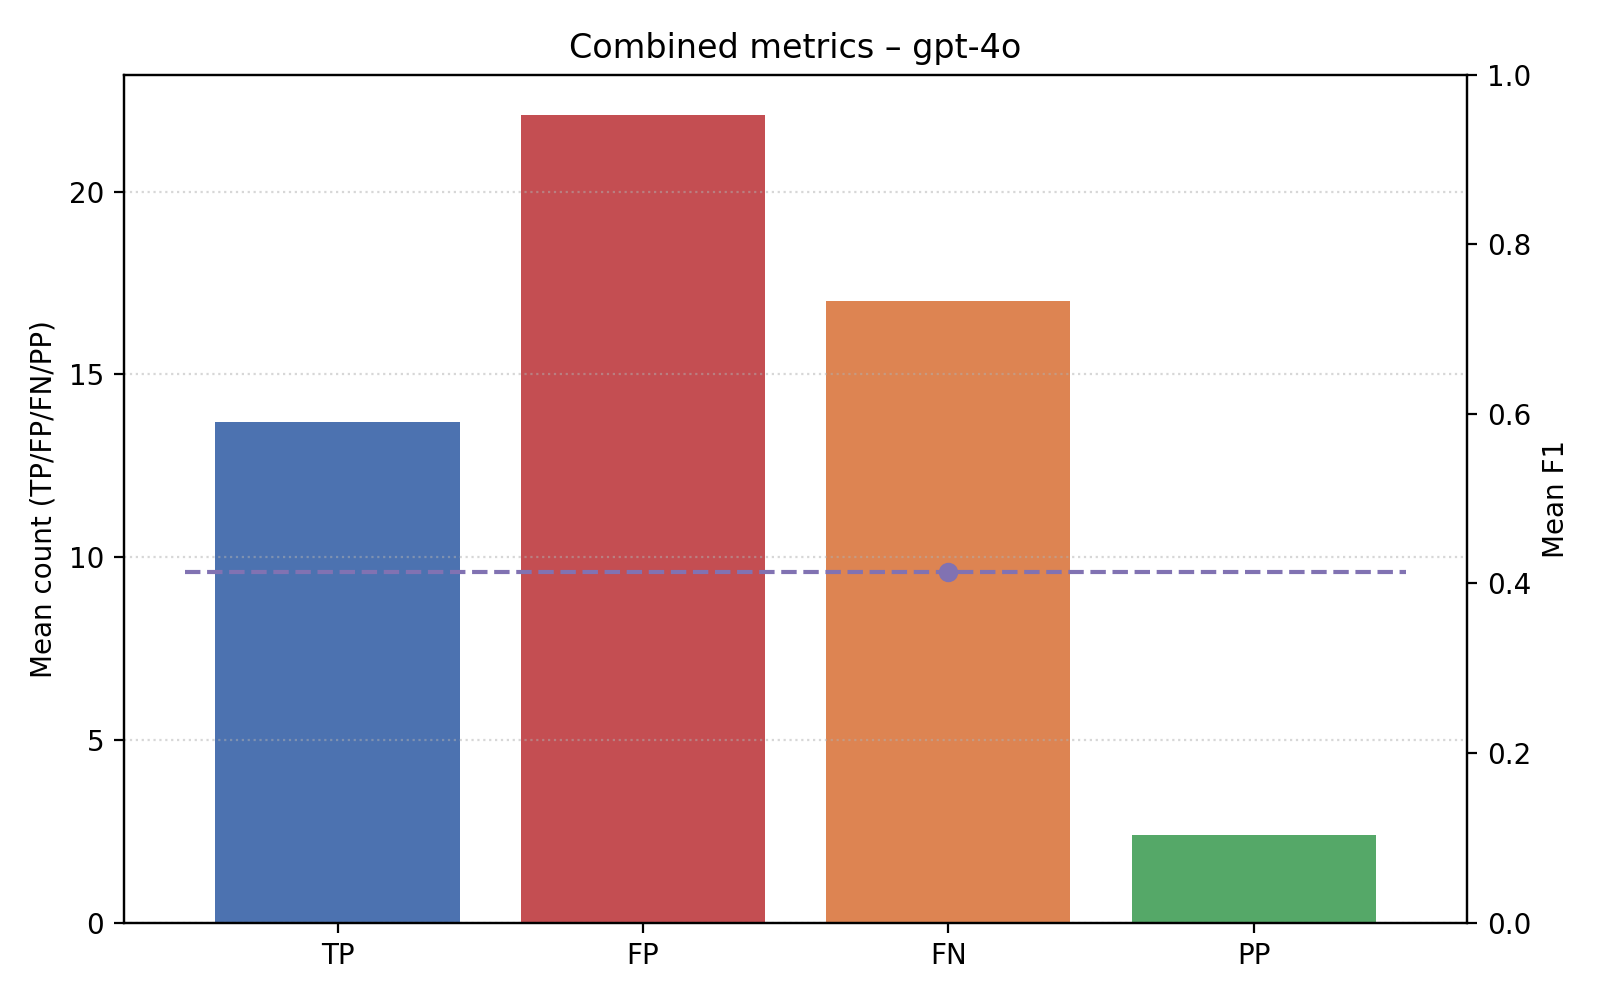 Combined metrics – gpt-4o
Mean count (TP/FP/FN/PP)
20
15
10
5
0
TP
FP
FN
PP
1.0
0.8
0.6
0.4
0.2
0.0
Mean F1